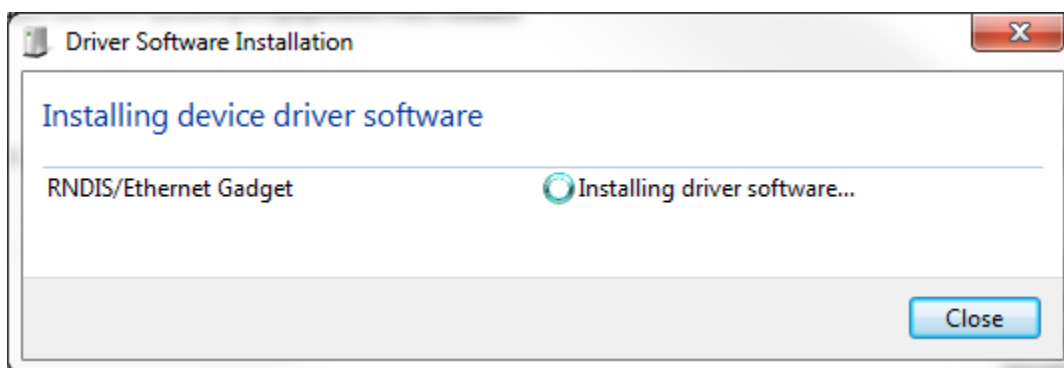 Driver Software Installation
X
Installing device driver software
RNDIS/Ethernet Gadget Installing driver software...
Close